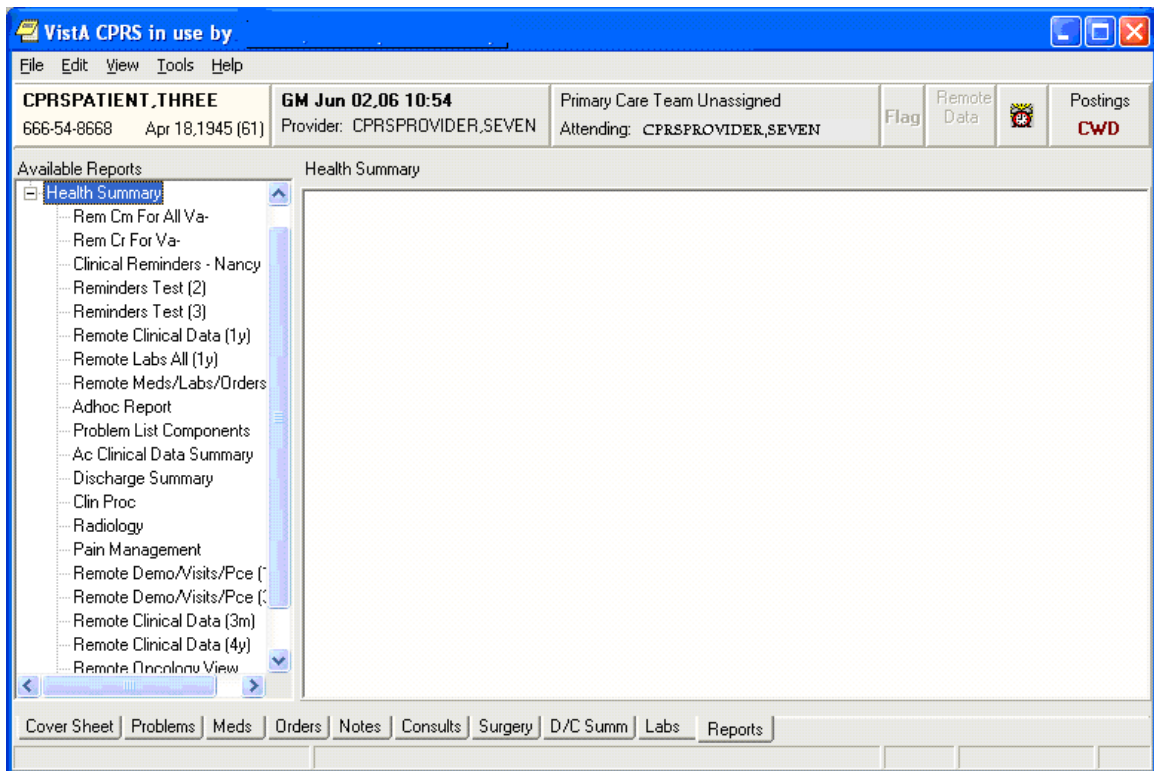 VistA CPRS in use by
File Edit View Tools Help
CPRSPATIENT,THREE
666-54-8668 Apr 18,1945 (61)
GM Jun 02,06 10:54
Provider: CPRSPROVIDER,SEVEN
Primary Care Team Unassigned
Attending: CPRSPROVIDER,SEVEN
Flag
Remote
Data
Postings
CWD
Available Reports
Health Summary
Health Summary
Rem Cm For All Va-
Rem Cr For Va-
Clinical Reminders - Nancy
Reminders Test (2)
Reminders Test (3)
Remote Clinical Data (1y)
Remote Labs All (1y)
Remote Meds/Labs/Orders
Adhoc Report
Problem List Components
Ac Clinical Data Summary
Discharge Summary
Clin Proc
Radiology
Pain Management
Remote Demo/Visits/Pce (
Remote Demo/Visits/Pce (
Remote Clinical Data (3m)
Remote Clinical Data (4y)
Remote Oncology View
Cover Sheet Problems Meds Orders Notes Consults Surgery D/C Summ Labs Reports